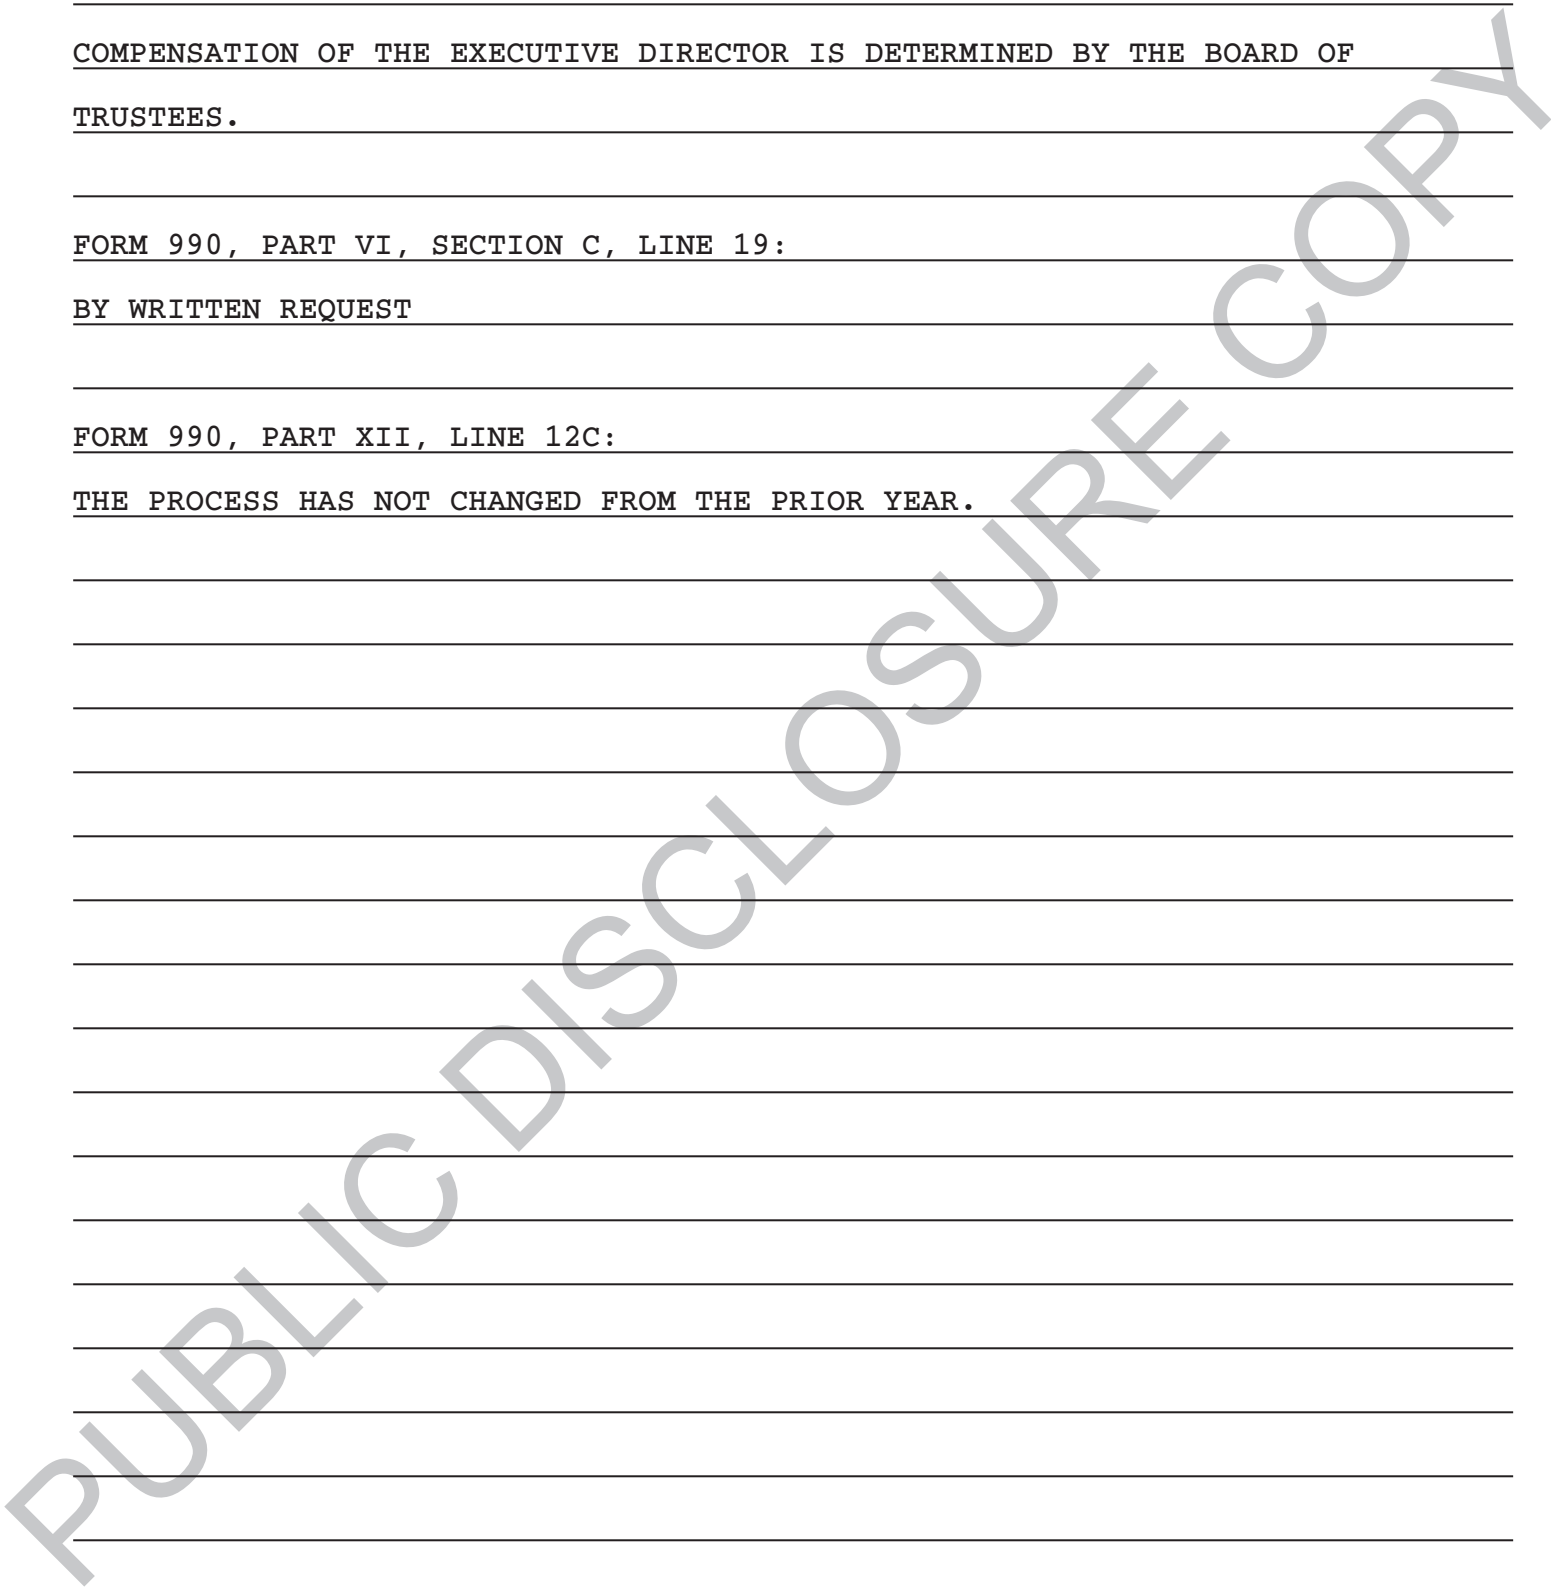 COMPENSATION OF THE EXECUTIVE DIRECTOR IS DETERMINED BY THE BOARD OF
TRUSTEES.
FORM 990, PART VI, SECTION C, LINE 19:
BY WRITTEN REQUEST
FORM 990, PART XII, LINE 12C:
THE PROCESS HAS NOT CHANGED FROM THE PRIOR YEAR.
PUBLIC DISCLOSURE COPY